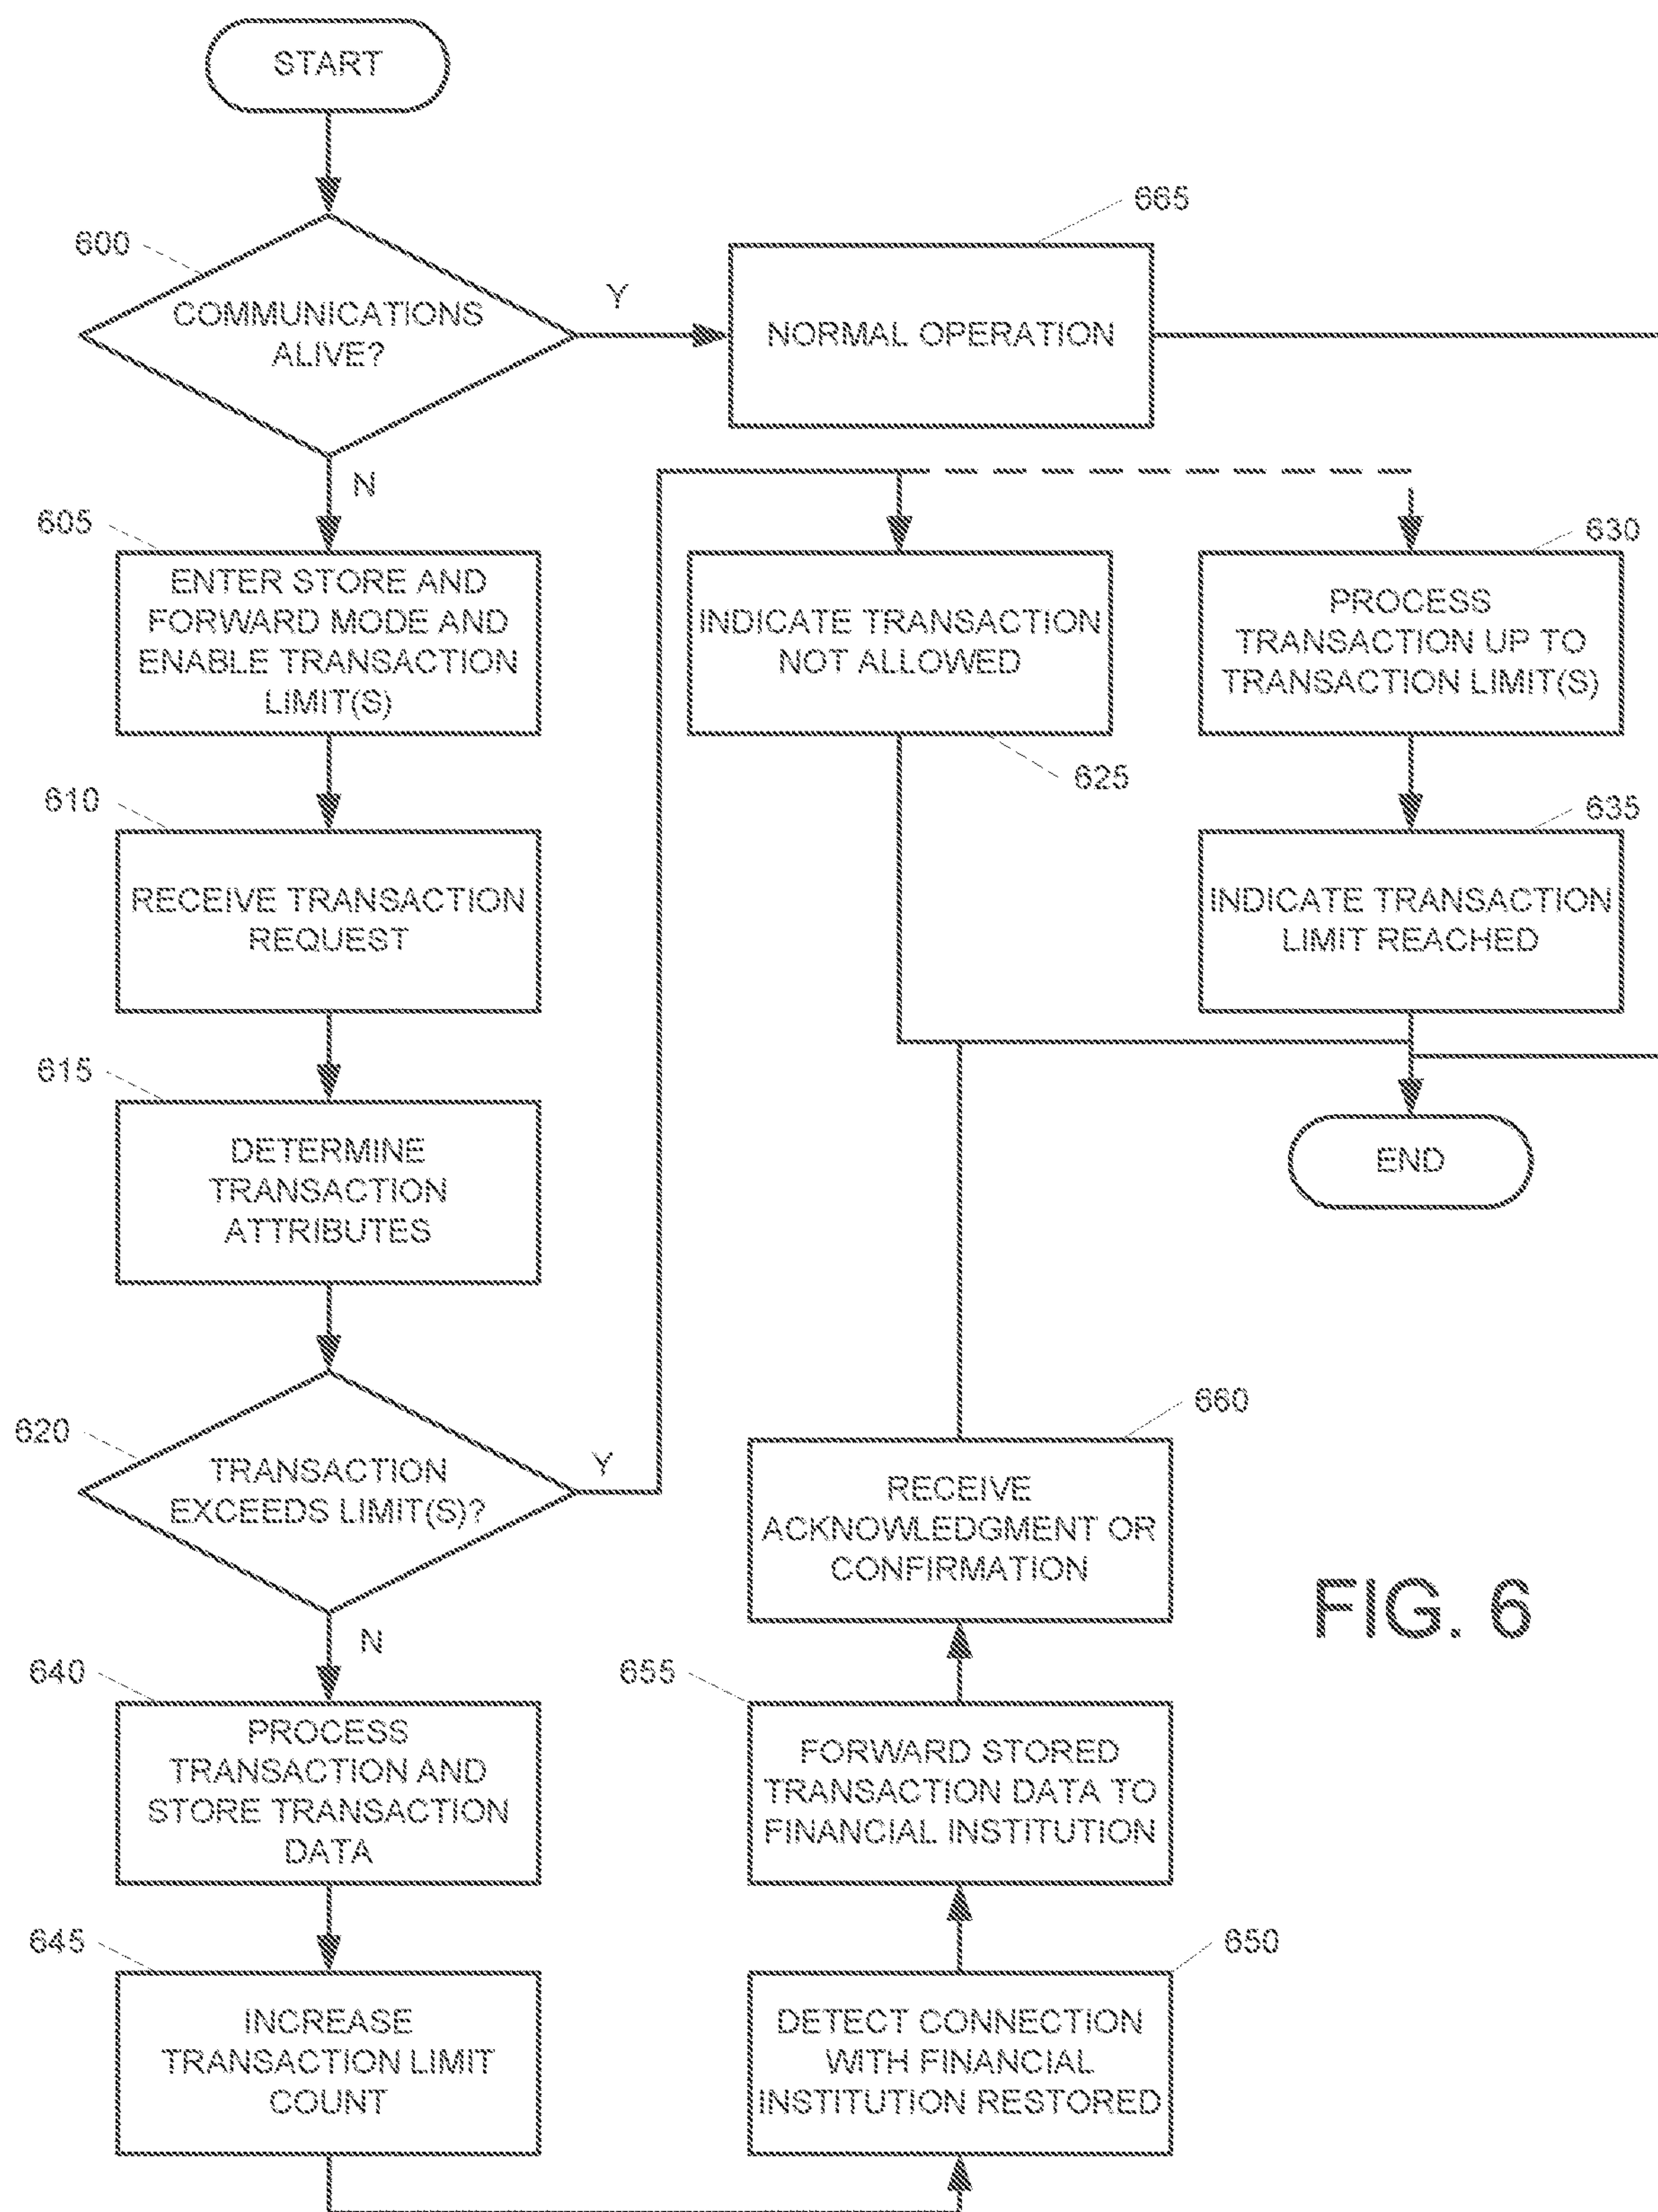 START
600
COMMUNICATIONS
ALIVE?
Y
N
665
NORMAL OPERATION
605
ENTER STORE AND
FORWARD MODE AND
ENABLE TRANSACTION
LIMIT(S)
INDICATE TRANSACTION
NOT ALLOWED
625
630
PROCESS
TRANSACTION UP TO
TRANSACTION LIMIT(S)
610
RECEIVE TRANSACTION
REQUEST
635
INDICATE TRANSACTION
LIMIT REACHED
615
DETERMINE
TRANSACTION
ATTRIBUTES
END
620
TRANSACTION
EXCEEDS LIMIT(S)?
Y
N
660
RECEIVE
ACKNOWLEDGMENT OR
CONFIRMATION
FIG. 6
640
PROCESS
TRANSACTION AND
STORE TRANSACTION
DATA
655
FORWARD STORED
TRANSACTION DATA TO
FINANCIAL INSTITUTION
645
INCREASE
TRANSACTION LIMIT
COUNT
650
DETECT CONNECTION
WITH FINANCIAL
INSTITUTION RESTORED